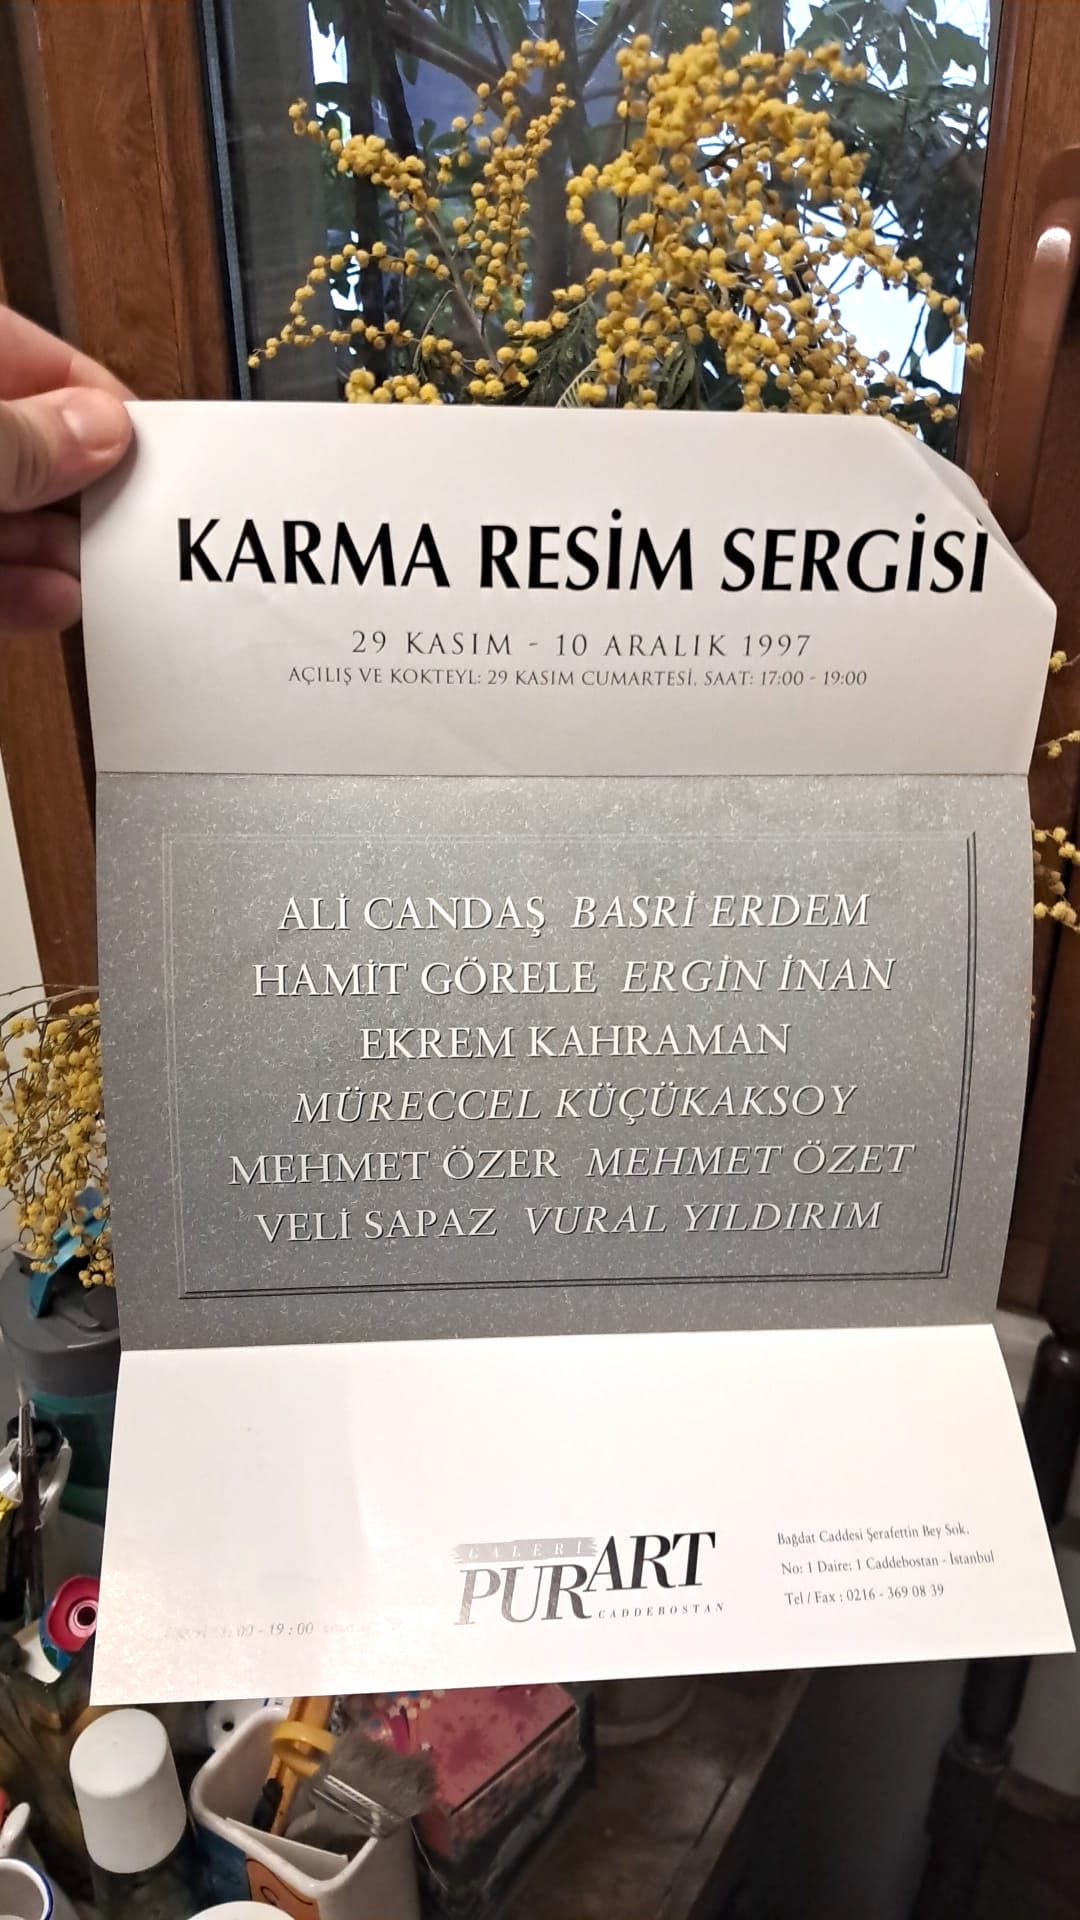 KARMA RESİM SERGİSİ
29 KASIM - 10 ARALIK 1997
AÇILIŞ VE KOKTEYL: 29 KASIM CUMARTESİ, SAAT: 17:00 - 19:00
ALİ CANDAŞ BASRİ ERDEM
HAMİT GÖRELE ERGİN İNAN
EKREM KAHRAMAN
MÜRECCEL KÜÇÜKAKSOY
MEHMET ÖZER MEHMET ÖZET
VELİ SAPAZ VURAL YILDIRIM
GALERİ
PURART
CADDEBOSTAN
Bağdat Caddesi Şerafettin Bey Sok.
No: 1 Daire: 1 Caddebostan - İstanbul
Tel / Fax : 0216 - 369 08 39
- 19 : 00